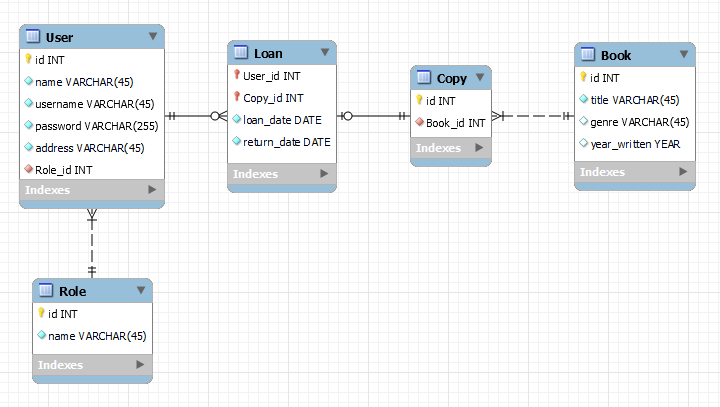 User
id INT
name VARCHAR(45)
username VARCHAR(45)
password VARCHAR(255)
address VARCHAR(45)
Role_id INT
Indexes
Loan
User_id INT
Copy_id INT
loan_date DATE
return_date DATE
Indexes
Copy
id INT
Book_id INT
Indexes
Book
id INT
title VARCHAR(45)
genre VARCHAR(45)
year_written YEAR
Indexes
Role
id INT
name VARCHAR(45)
Indexes